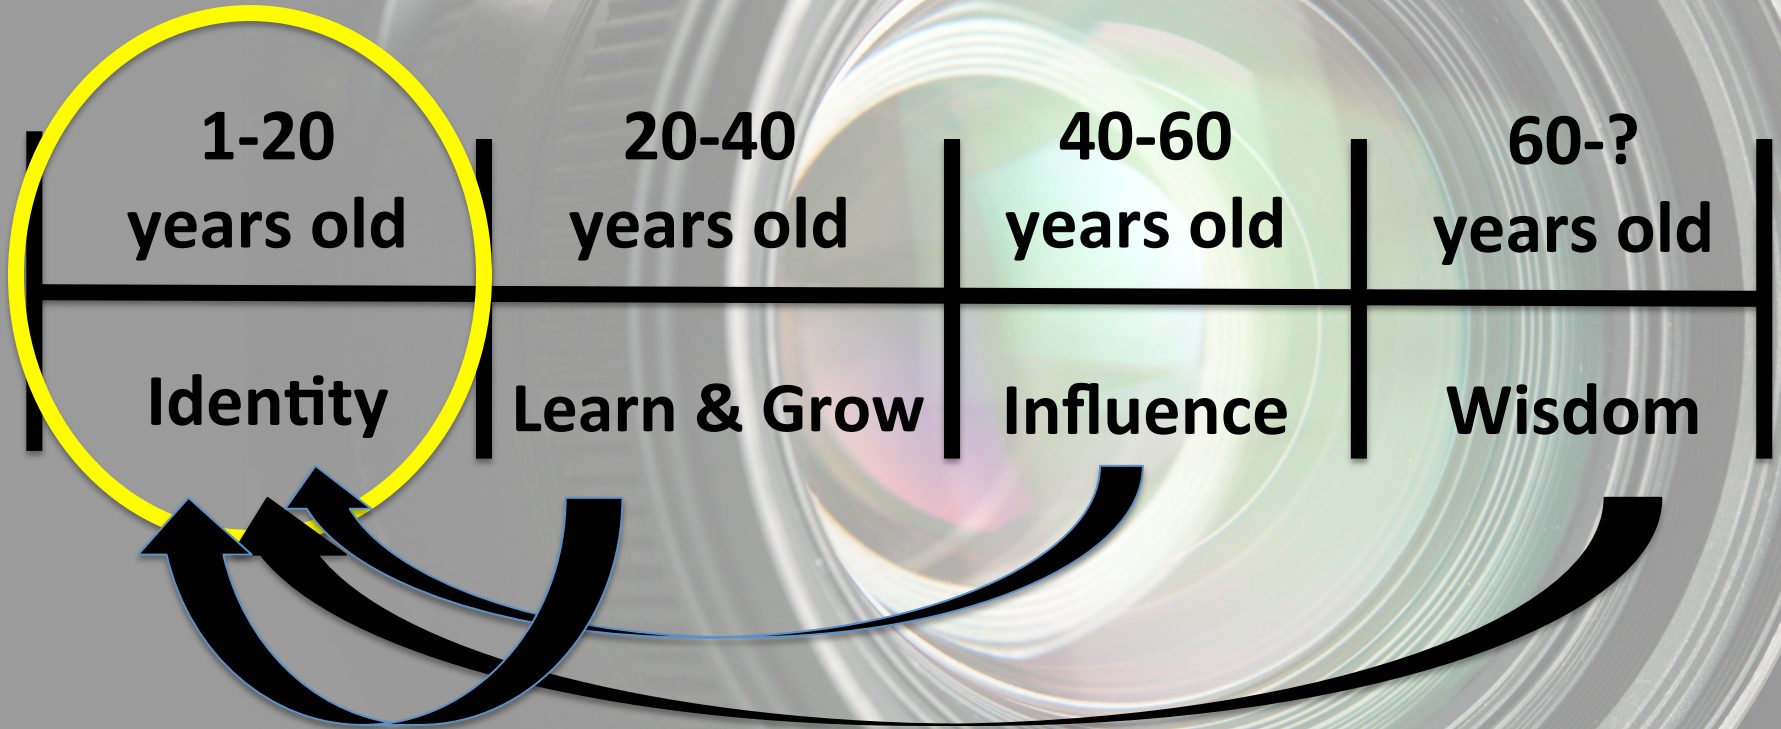 1-20
years old
20-40
years old
40-60
years old
60-?
years old
Identity
Learn & Grow
Influence
Wisdom